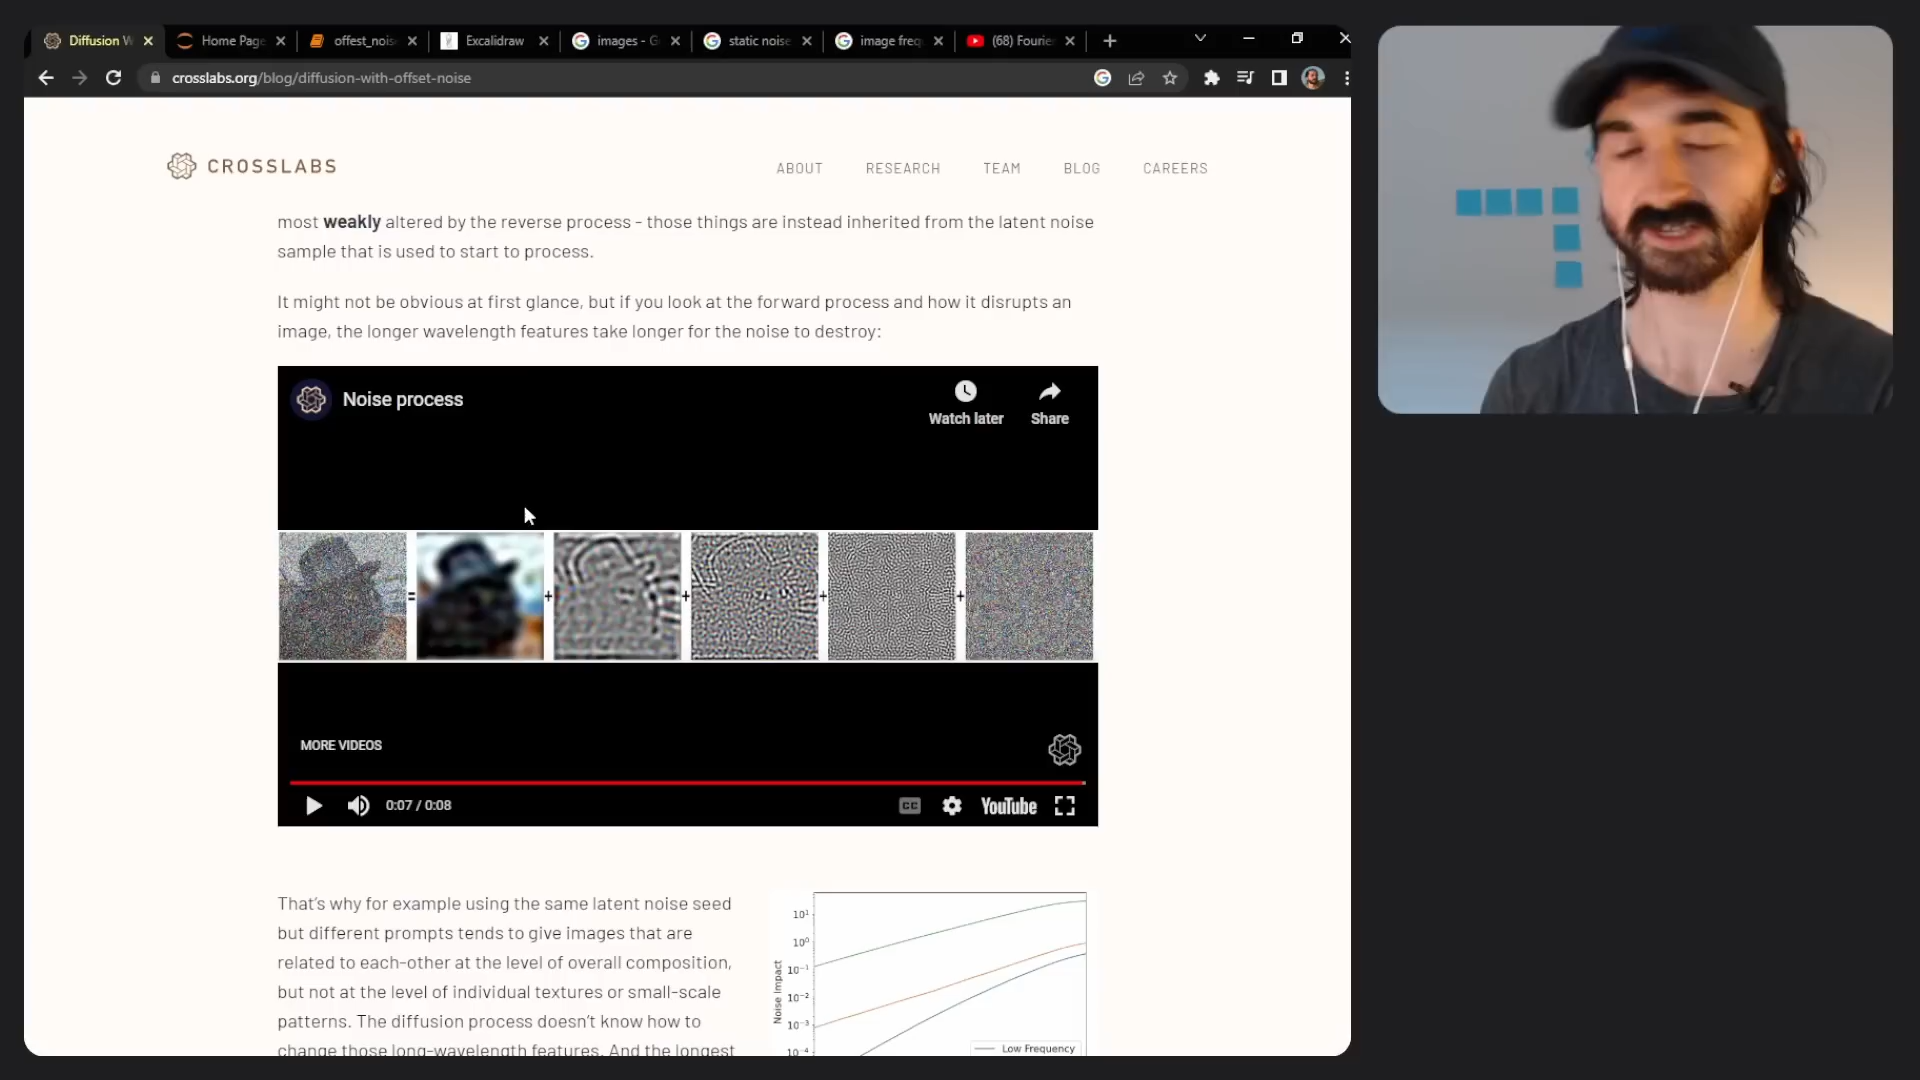 Diffusion W
Home Page
offest_nois
Excalidraw
images - G
static noise
image freq
(68) Fourie
crosslabs.org/blog/diffusion-with-offset-noise
CROSSLABS
ABOUT
RESEARCH
TEAM
BLOG
CAREERS
most weakly altered by the reverse process - those things are instead inherited from the latent noise
sample that is used to start to process.
It might not be obvious at first glance, but if you look at the forward process and how it disrupts an
image, the longer wavelength features take longer for the noise to destroy:
Noise process
Watch later
Share
= + + + +
MORE VIDEOS
0:07 / 0:08
CC
YouTube
That's why for example using the same latent noise seed
but different prompts tends to give images that are
related to each-other at the level of overall composition,
but not at the level of individual textures or small-scale
patterns. The diffusion process doesn't know how to
change those long-wavelength features. And the longest
Noise Impact
10¹
10⁰
10⁻¹
10⁻²
10⁻³
10⁻⁴
Low Frequency